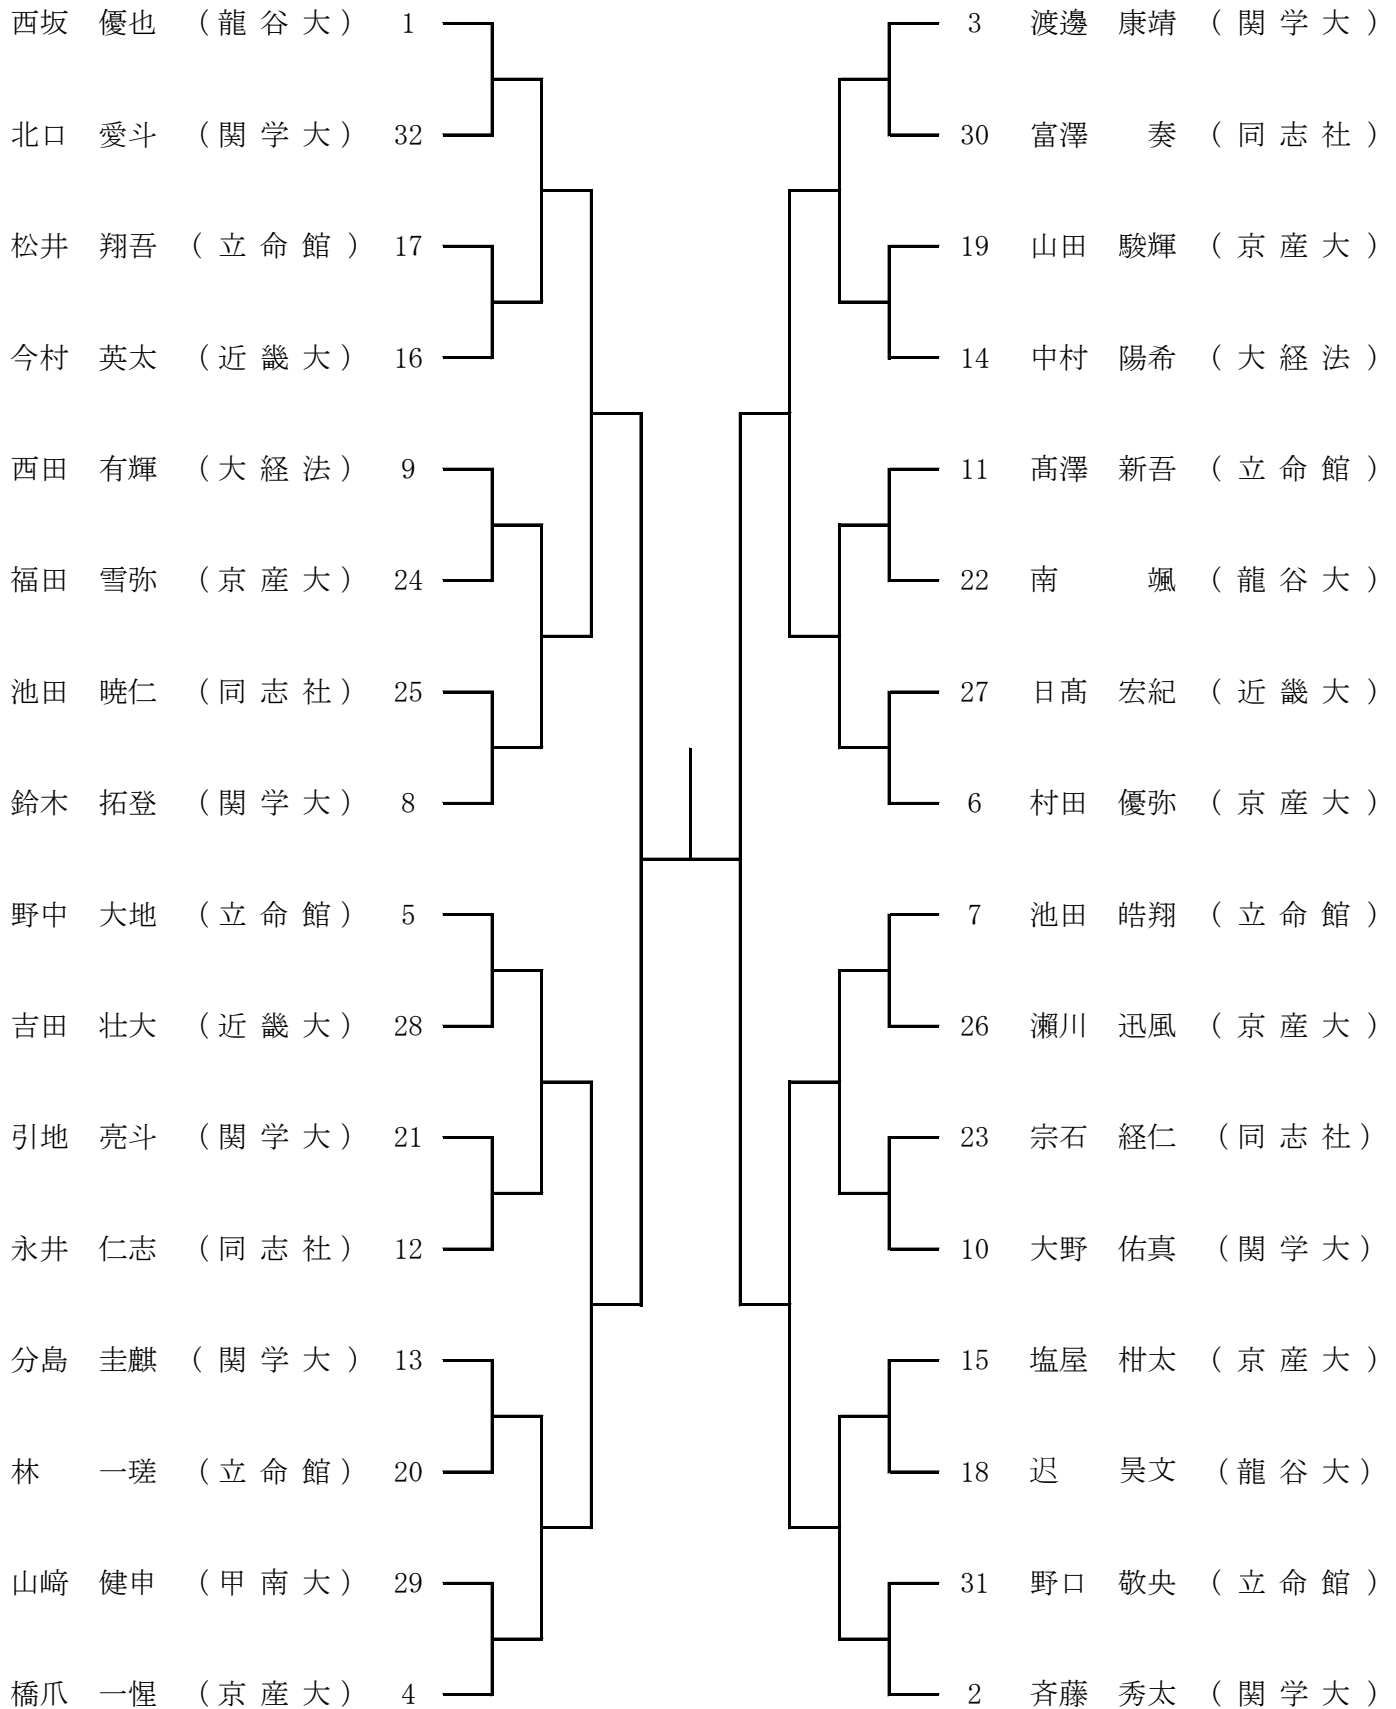 西坂 優也 (龍谷大) 1
北口 愛斗 (関学大) 32
松井 翔吾 (立命館) 17
今村 英太 (近畿大) 16
西田 有輝 (大経法) 9
福田 雪弥 (京産大) 24
池田 暁仁 (同志社) 25
鈴木 拓登 (関学大) 8
野中 大地 (立命館) 5
吉田 壮大 (近畿大) 28
引地 亮斗 (関学大) 21
永井 仁志 (同志社) 12
分島 圭麒 (関学大) 13
林 一瑳 (立命館) 20
山﨑 健申 (甲南大) 29
橋爪 一惺 (京産大) 4
3 渡邊 康靖 (関学大)
30 富澤 奏 (同志社)
19 山田 駿輝 (京産大)
14 中村 陽希 (大経法)
11 髙澤 新吾 (立命館)
22 南 颯 (龍谷大)
27 日髙 宏紀 (近畿大)
6 村田 優弥 (京産大)
7 池田 皓翔 (立命館)
26 瀨川 迅風 (京産大)
23 宗石 経仁 (同志社)
10 大野 佑真 (関学大)
15 塩屋 柑太 (京産大)
18 迟 昊文 (龍谷大)
31 野口 敬央 (立命館)
2 斉藤 秀太 (関学大)